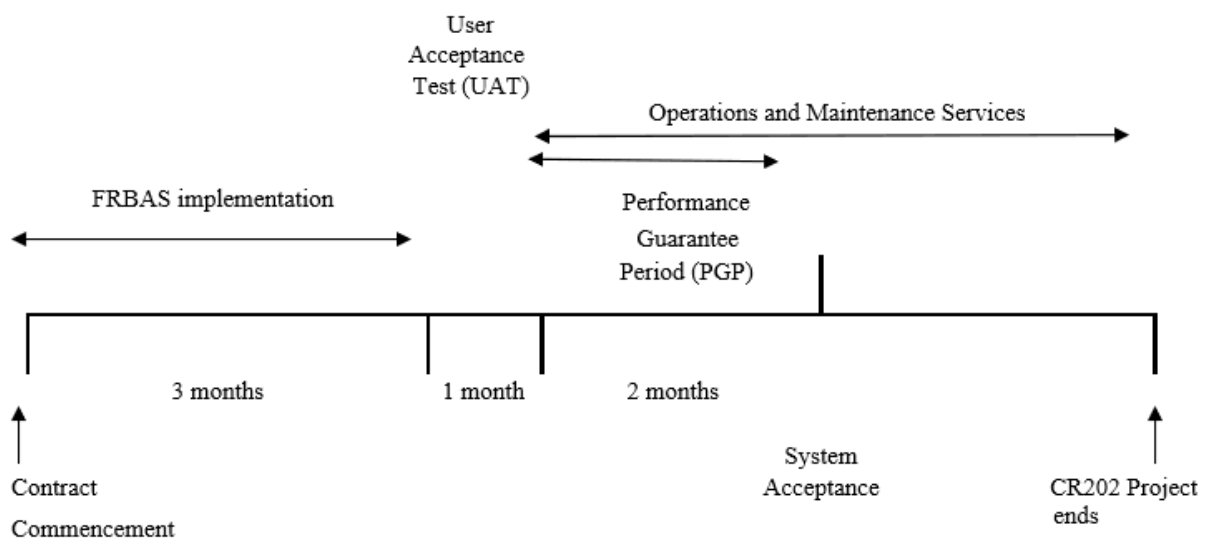 User
Acceptance
Test (UAT)
Operations and Maintenance Services
FRBAS implementation
Performance
Guarantee
Period (PGP)
3 months
1 month
2 months
System
Acceptance
Contract
Commencement
CR202 Project
ends